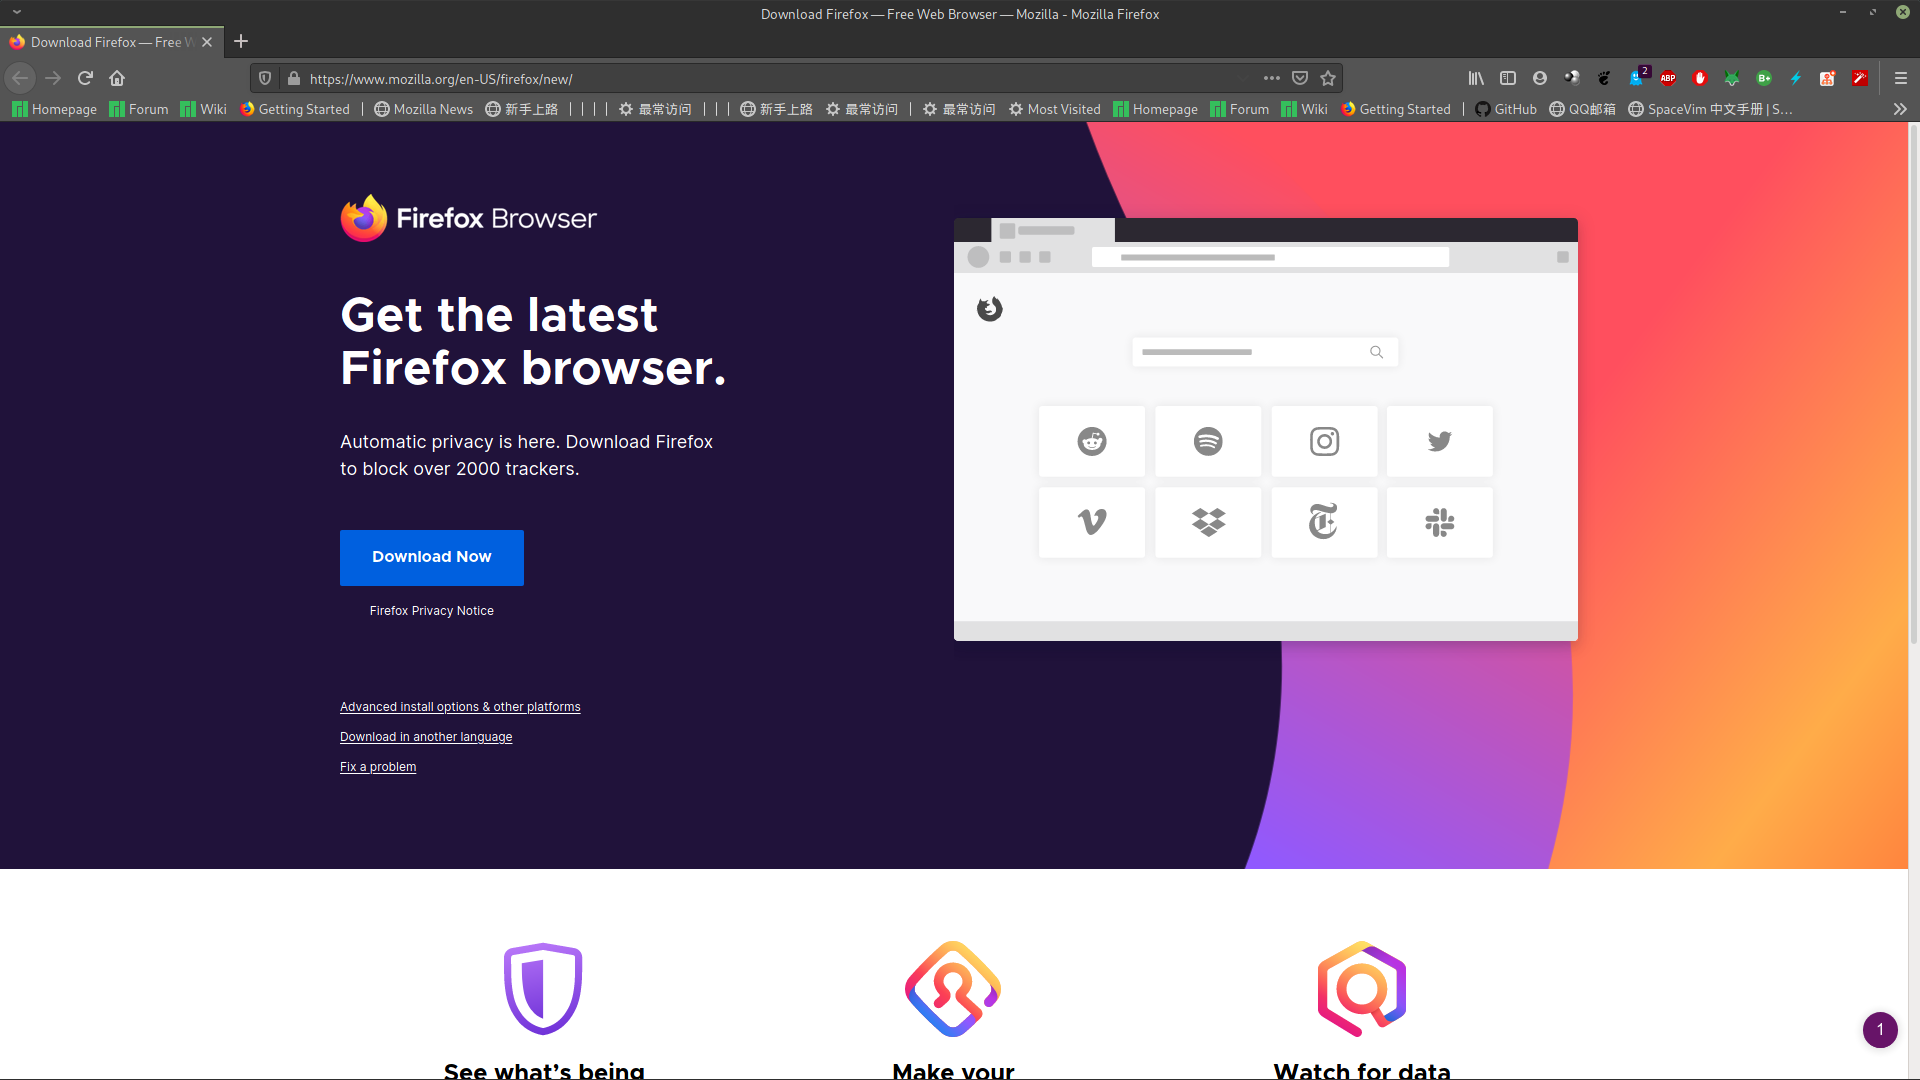 Download Firefox — Free Web Browser — Mozilla - Mozilla Firefox
Download Firefox — Free W
https://www.mozilla.org/en-US/firefox/new/
2
ABP
B+
Homepage Forum Wiki Getting Started | Mozilla News 新手上路 | | | | 最常访问 | | | 新手上路 最常访问 | 最常访问 Most Visited Homepage Forum Wiki Getting Started | GitHub QQ邮箱 SpaceVim 中文手册 | S...
Firefox Browser
Get the latest
Firefox browser.
Automatic privacy is here. Download Firefox
to block over 2000 trackers.
Download Now
Firefox Privacy Notice
Advanced install options & other platforms
Download in another language
Fix a problem
1
See what's being
Make your
Watch for data